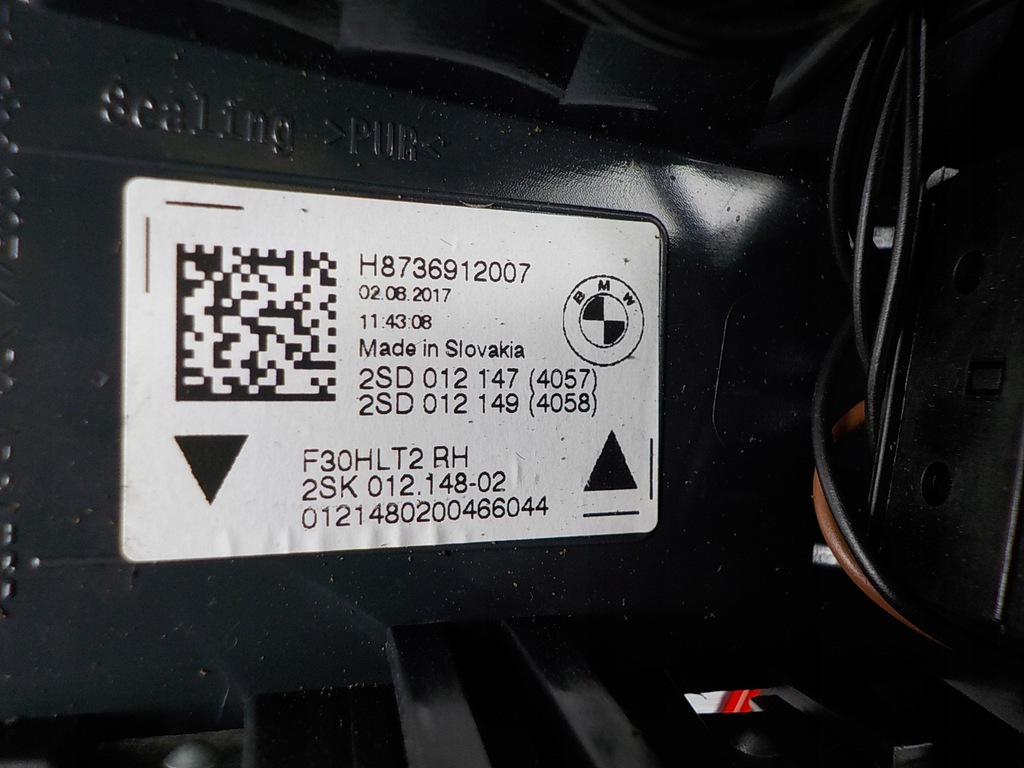 Sealing >PUR<
H8736912007
02.08.2017
11:43:08
Made in Slovakia
BMW
2SD 012 147 (4057)
2SD 012 149 (4058)
F30HLT2 RH
2SK 012.148-02
0121480200466044